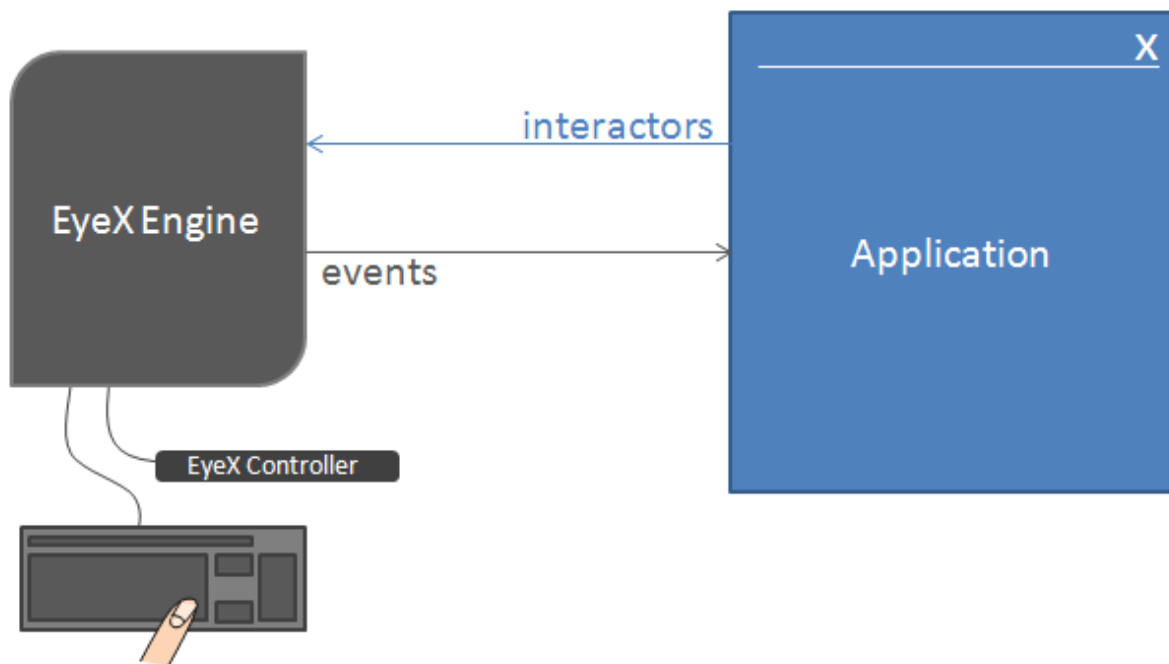 X
interactors
EyeX Engine
Application
events
EyeX Controller